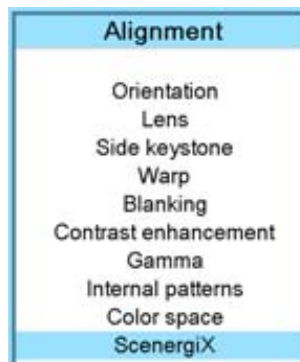 Alignment
Orientation
Lens
Side keystone
Warp
Blanking
Contrast enhancement
Gamma
Internal patterns
Color space
ScenergiX